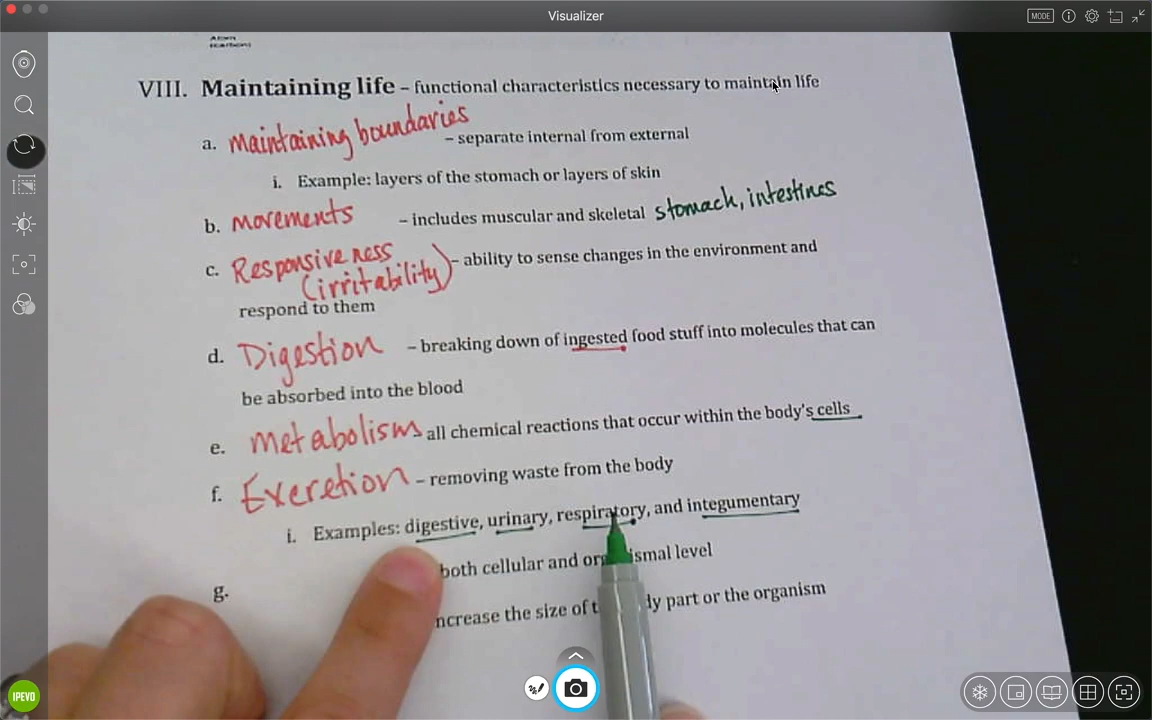 Visualizer
MODE
VIII. Maintaining life – functional characteristics necessary to maintain life
a. Maintaining boundaries – separate internal from external
i. Example: layers of the stomach or layers of skin
b. movements – includes muscular and skeletal stomach, intestines
c. Responsiveness (irritability) – ability to sense changes in the environment and
respond to them
d. Digestion – breaking down of ingested food stuff into molecules that can
be absorbed into the blood
e. metabolism – all chemical reactions that occur within the body's cells
f. Excretion – removing waste from the body
i. Examples: digestive, urinary, respiratory, and integumentary
g. both cellular and organismal level
increase the size of body part or the organism
IPEVO